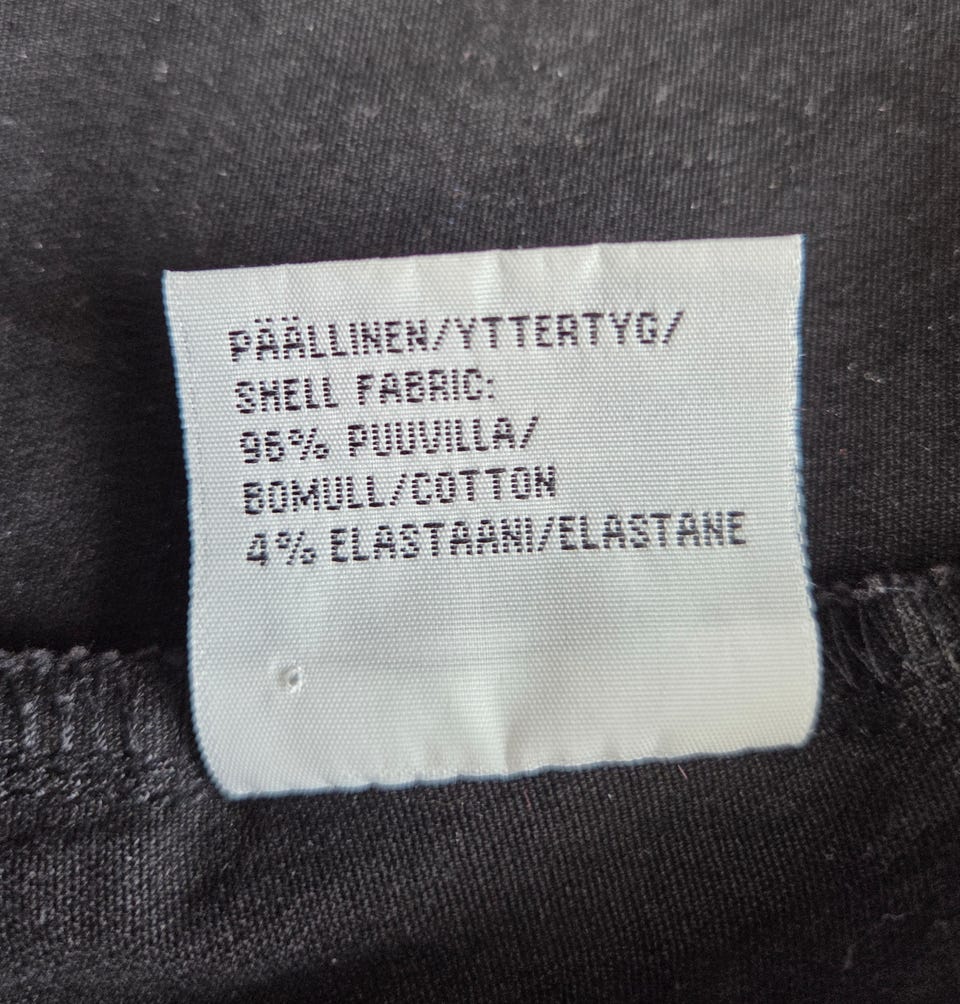 PÄÄLLINEN/YTTERTYG/
SHELL FABRIC:
96% PUUVILLA/
BOMULL/COTTON
4% ELASTAANI/ELASTANE